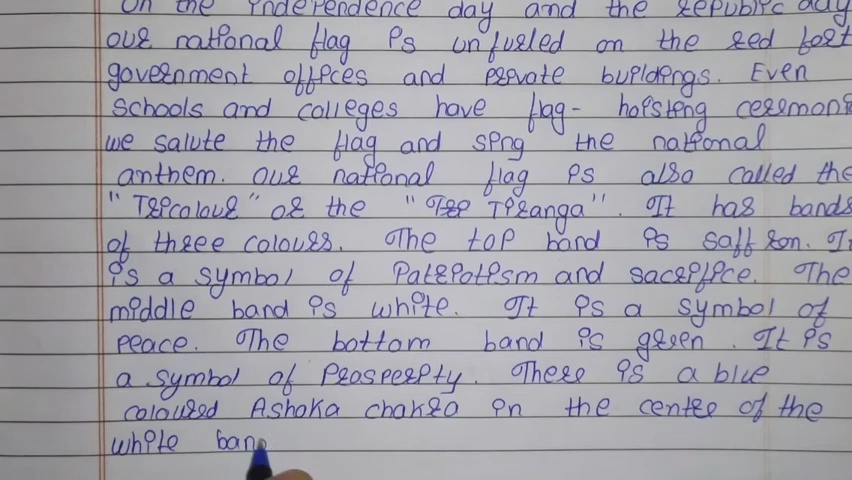 On the independence day and the republic day
our national flag is unfurled on the red fort
government offices and private buildings. Even
schools and colleges have flag- hoisting ceremoni
we salute the flag and sing the national
anthem. our national flag is also called the
"Tricolour" or the "Tiranga". It has bands
of three colours. The top band is saffron. It
is a symbol of Patriotism and sacrifice. The
middle band is white. It is a symbol of
peace. The bottom band is green. It is
a symbol of Prosperity. There is a blue
coloured Ashoka chakra in the centre of the
white ban